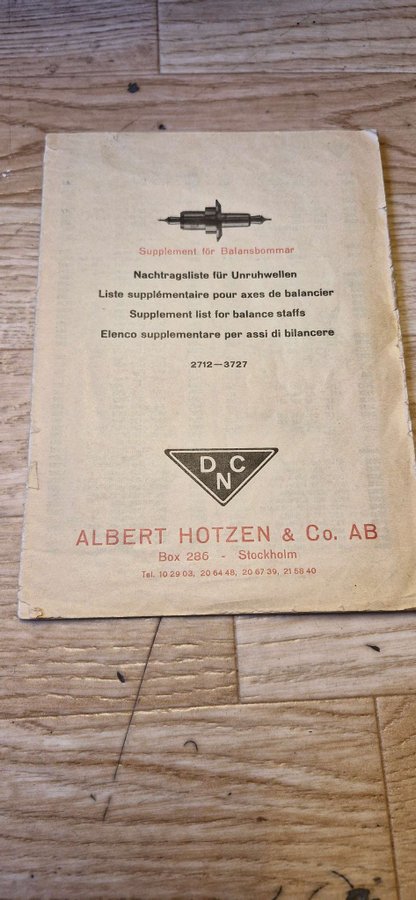 Supplement för Balansbommar
Nachtragsliste für Unruhwellen
Liste supplémentaire pour axes de balancier
Supplement list for balance staffs
Elenco supplementare per assi di bilancere
2712—3727
DNC
ALBERT HOTZEN & Co. AB
Box 286 - Stockholm
Tel. 10 29 03, 20 64 48, 20 67 39, 21 58 40